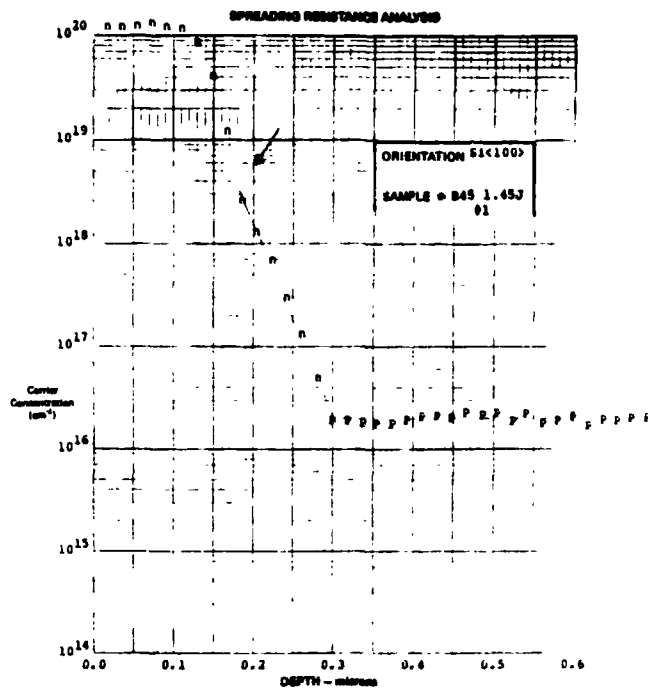 SPREADING RESISTANCE ANALYSIS
10^20
10^19
10^18
10^17
10^16
10^15
10^14
Carrier
Concentration
ORIENTATION Si<100>
SAMPLE # B45 1.45J
#1
n n n n n n
n
n
n
n
n
n
n
P P P P P P P P P P P P P P P P P P P P P
0.0 0.1 0.2 0.3 0.4 0.5 0.6
DEPTH – microns